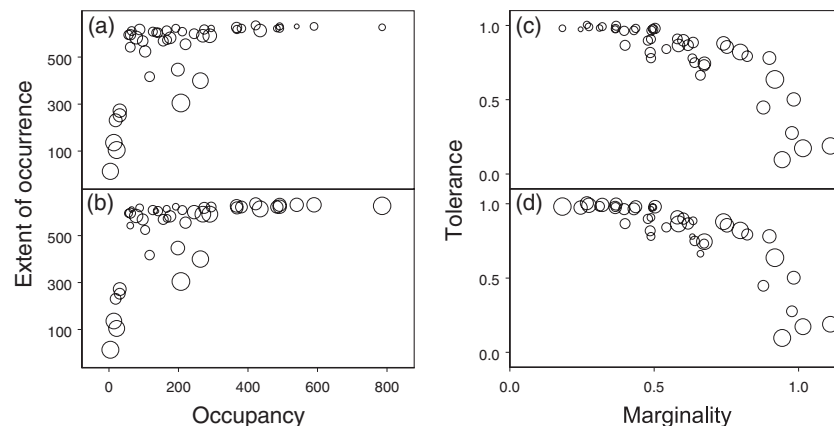 (a)
500
300
100
(b)
500
300
100
0 200 400 600 800
Occupancy
Extent of occurrence
(c)
1.0
0.5
0.0
(d)
1.0
0.5
0.0
0.0 0.5 1.0
Marginality
Tolerance